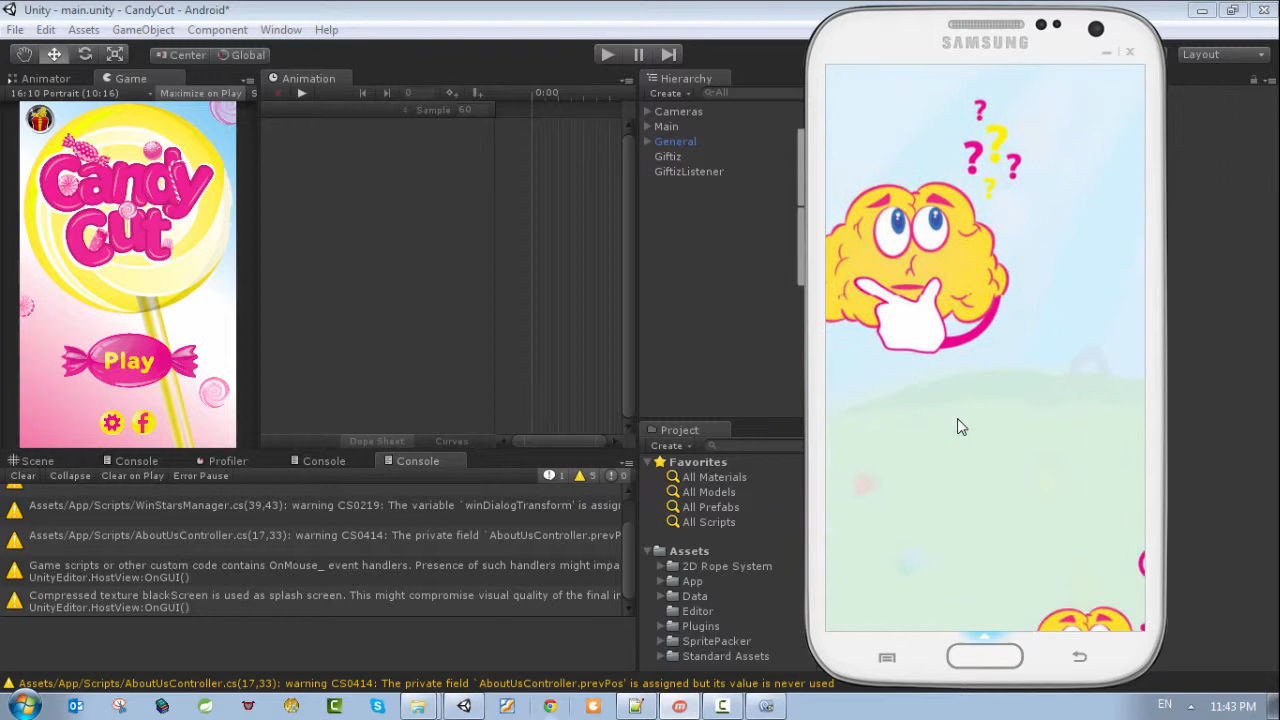 Unity - main.unity - CandyCut - Android*
File Edit Assets GameObject Component Window Help
Center Global
Layout
Animator Game Animation Hierarchy
16:10 Portrait (10:16) Maximize on Play S
0 0:00
Create All
Sample 60
Cameras
Main
General
Giftiz
GiftizListener
Candy
Cut
Play
f
SAMSUNG
? ? ? ? ?
Dope Sheet Curves
Project
Create
Scene Console Profiler Console Console
Clear Collapse Clear on Play Error Pause 1 5 0
Assets/App/Scripts/WinStarsManager.cs(39,43): warning CS0219: The variable `winDialogTransform' is assign
Assets/App/Scripts/AboutUsController.cs(17,33): warning CS0414: The private field `AboutUsController.prevP
Game scripts or other custom code contains OnMouse_ event handlers. Presence of such handlers might impa
UnityEditor.HostView:OnGUI()
Compressed texture blackScreen is used as splash screen. This might compromise visual quality of the final i
UnityEditor.HostView:OnGUI()
Favorites
All Materials
All Models
All Prefabs
All Scripts
Assets
2D Rope System
App
Data
Editor
Plugins
SpritePacker
Standard Assets
Assets/App/Scripts/AboutUsController.cs(17,33): warning CS0414: The private field `AboutUsController.prevPos' is assigned but its value is never used
EN 11:43 PM